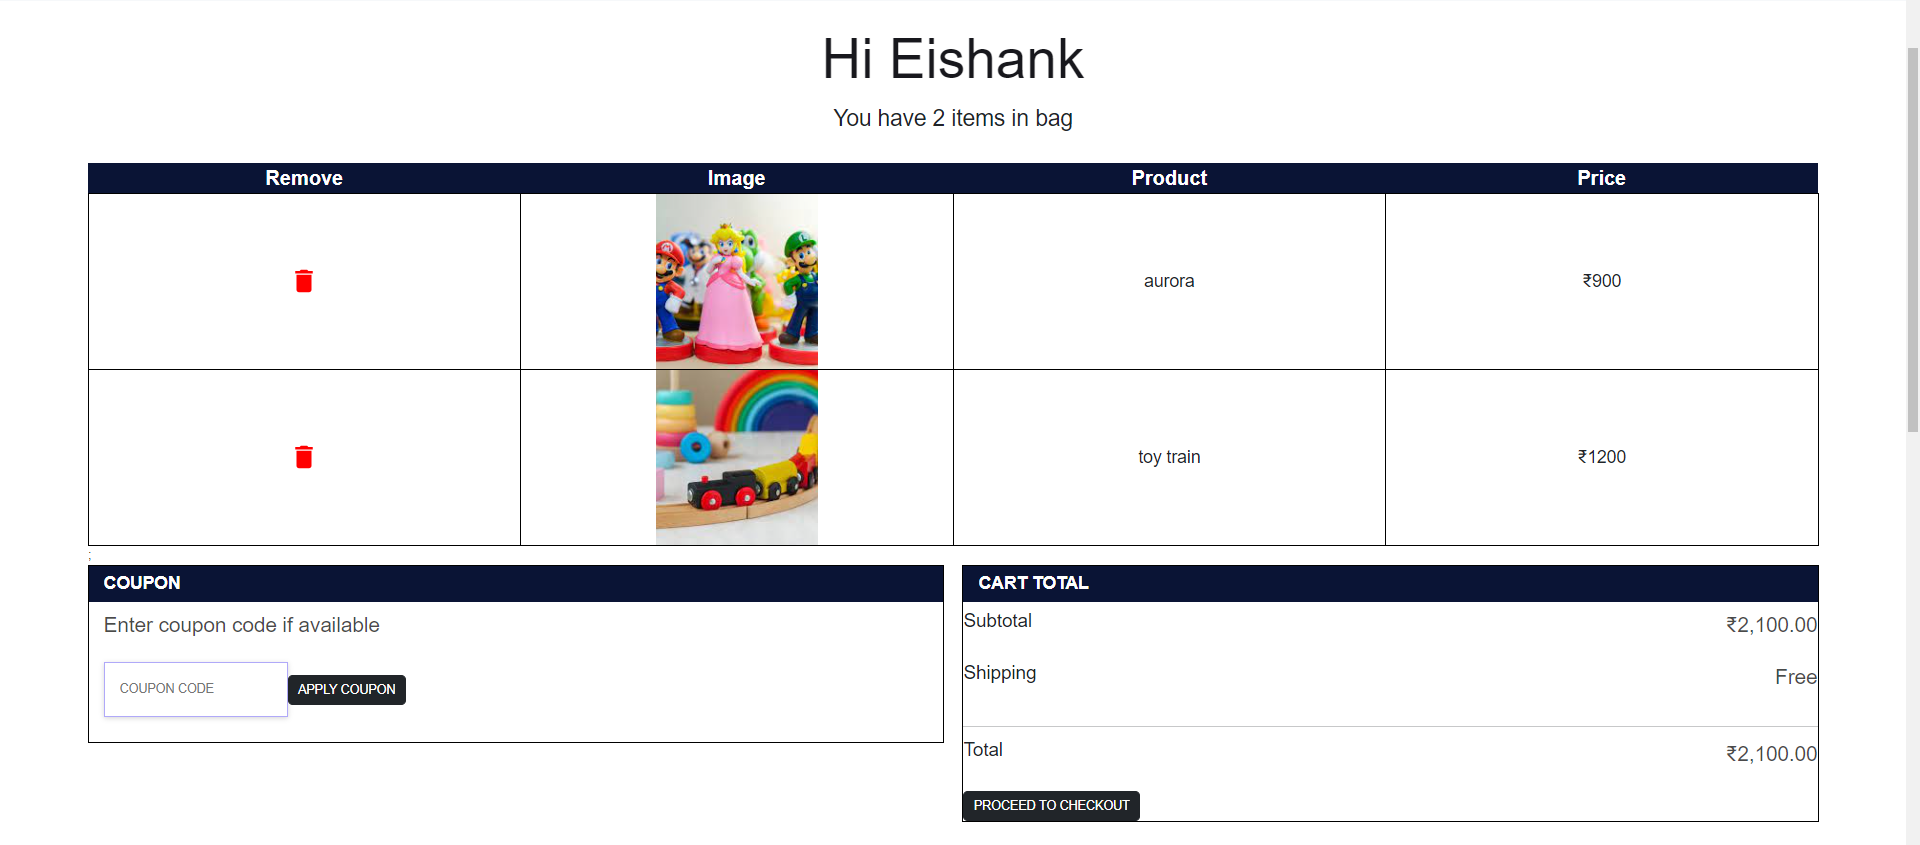 Hi Eishank
You have 2 items in bag
Remove Image Product Price
aurora ₹900
toy train ₹1200
;
COUPON
Enter coupon code if available
COUPON CODE APPLY COUPON
CART TOTAL
Subtotal ₹2,100.00
Shipping Free
Total ₹2,100.00
PROCEED TO CHECKOUT